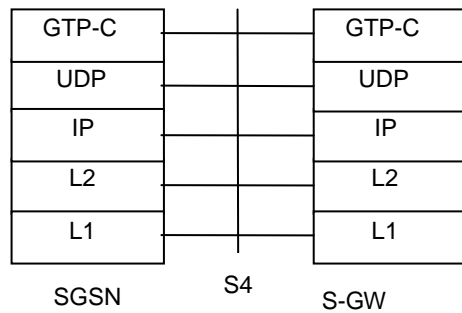 GTP-C GTP-C
UDP UDP
IP IP
L2 L2
L1 L1
SGSN S4 S-GW